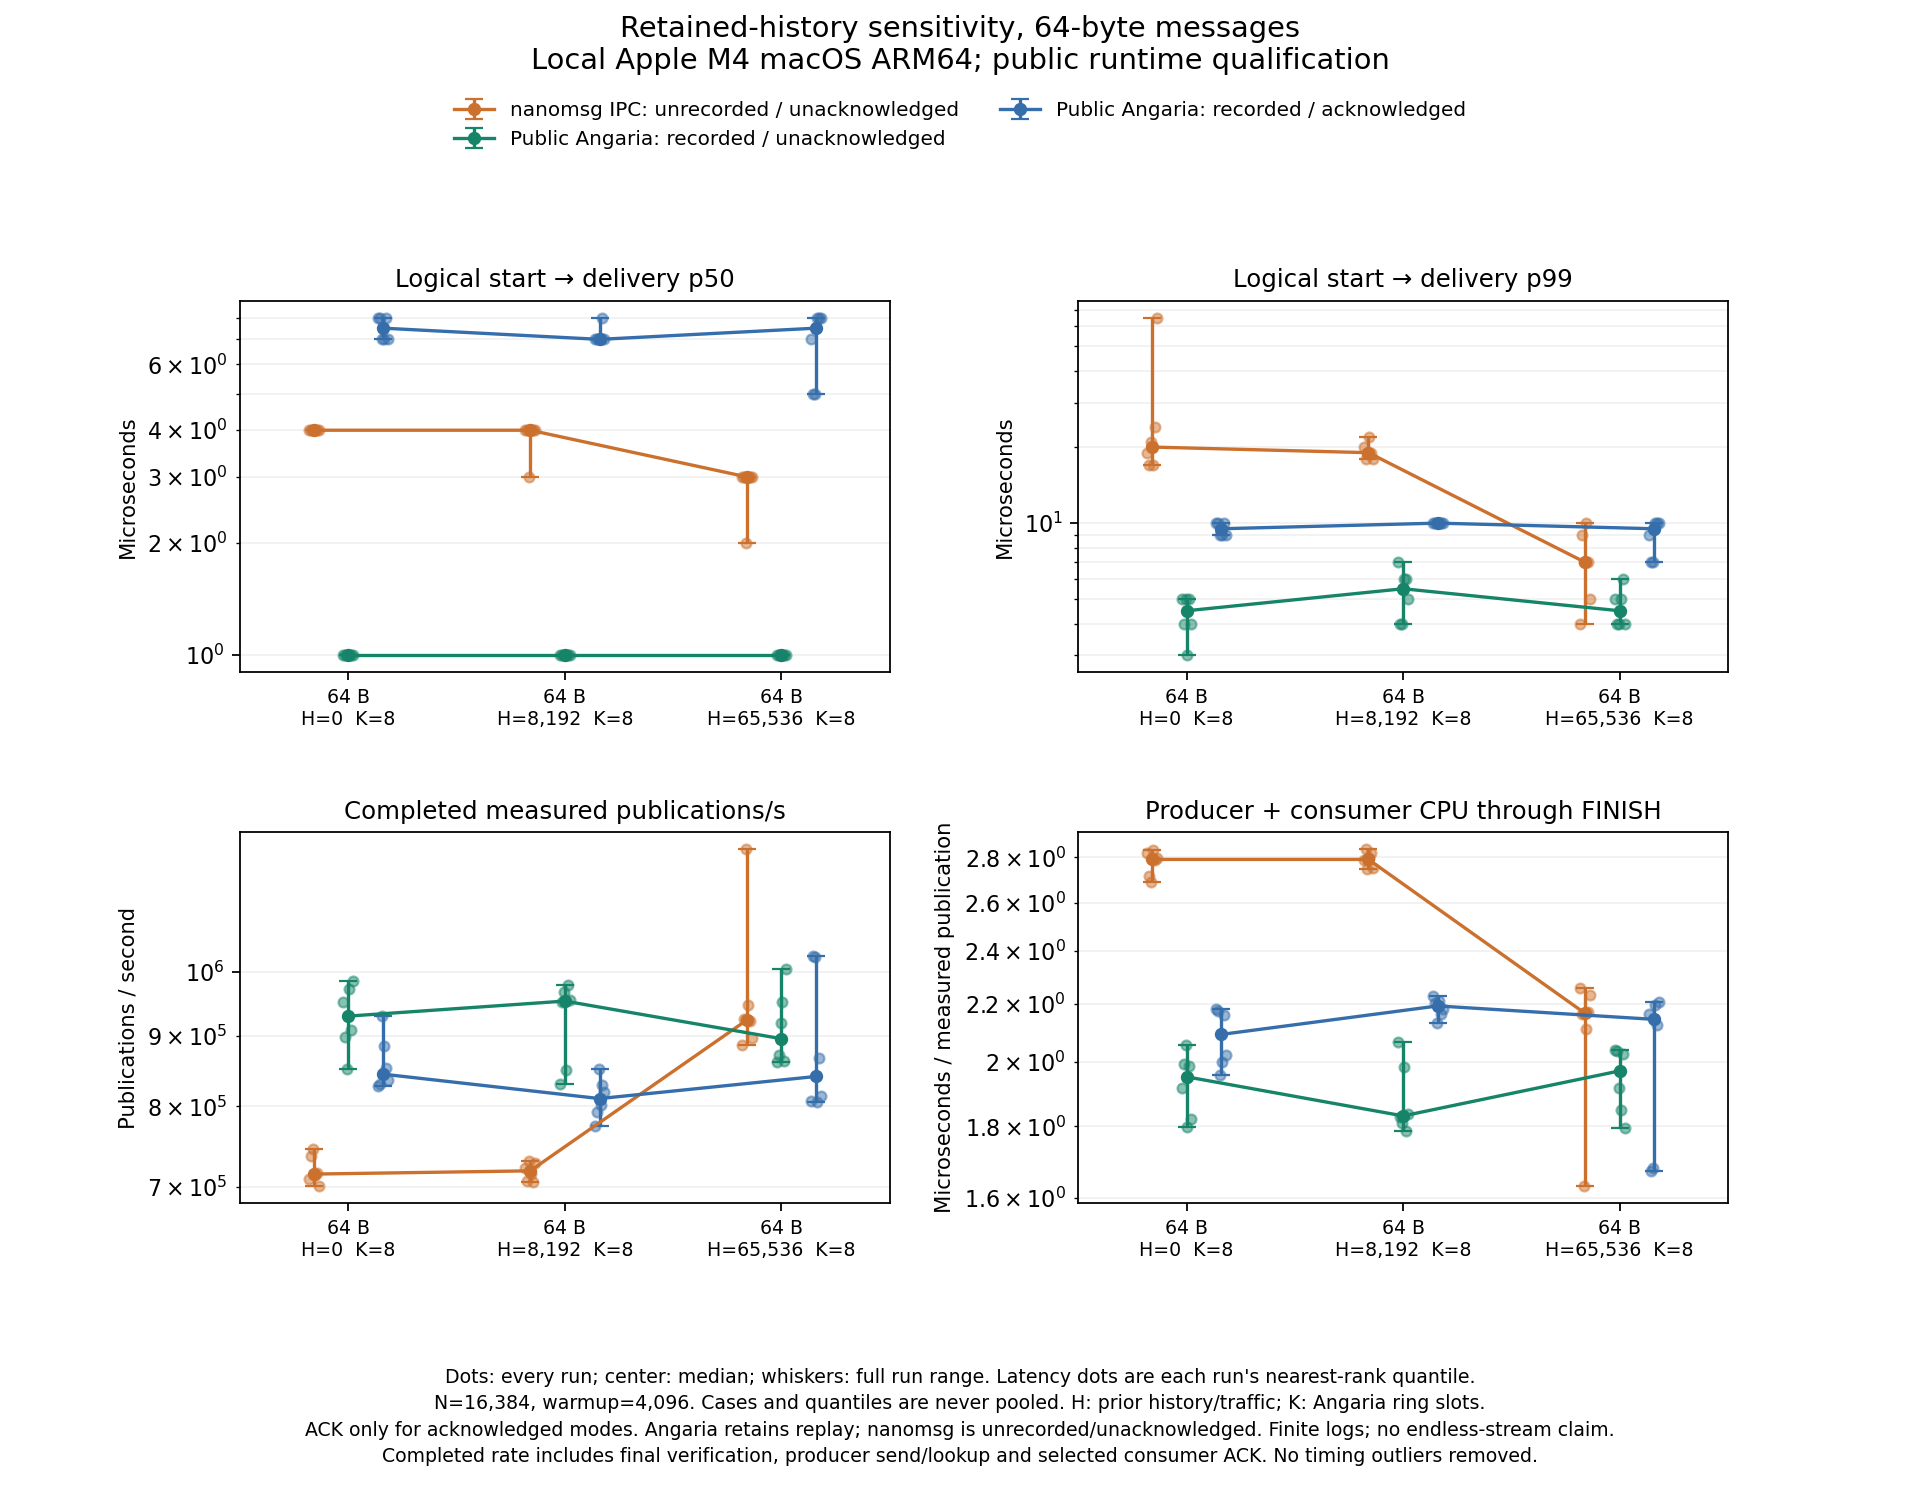 Retained-history sensitivity, 64-byte messages
Local Apple M4 macOS ARM64; public runtime qualification
nanomsg IPC: unrecorded / unacknowledged
Public Angaria: recorded / unacknowledged
Public Angaria: recorded / acknowledged
Logical start → delivery p50
Microseconds
6 × 10⁰
4 × 10⁰
3 × 10⁰
2 × 10⁰
10⁰
64 B
H=0 K=8
64 B
H=8,192 K=8
64 B
H=65,536 K=8
Logical start → delivery p99
Microseconds
10¹
64 B
H=0 K=8
64 B
H=8,192 K=8
64 B
H=65,536 K=8
Completed measured publications/s
Publications / second
10⁶
9 × 10⁵
8 × 10⁵
7 × 10⁵
64 B
H=0 K=8
64 B
H=8,192 K=8
64 B
H=65,536 K=8
Producer + consumer CPU through FINISH
Microseconds / measured publication
2.8 × 10⁰
2.6 × 10⁰
2.4 × 10⁰
2.2 × 10⁰
2 × 10⁰
1.8 × 10⁰
1.6 × 10⁰
64 B
H=0 K=8
64 B
H=8,192 K=8
64 B
H=65,536 K=8
Dots: every run; center: median; whiskers: full run range. Latency dots are each run's nearest-rank quantile.
N=16,384, warmup=4,096. Cases and quantiles are never pooled. H: prior history/traffic; K: Angaria ring slots.
ACK only for acknowledged modes. Angaria retains replay; nanomsg is unrecorded/unacknowledged. Finite logs; no endless-stream claim.
Completed rate includes final verification, producer send/lookup and selected consumer ACK. No timing outliers removed.